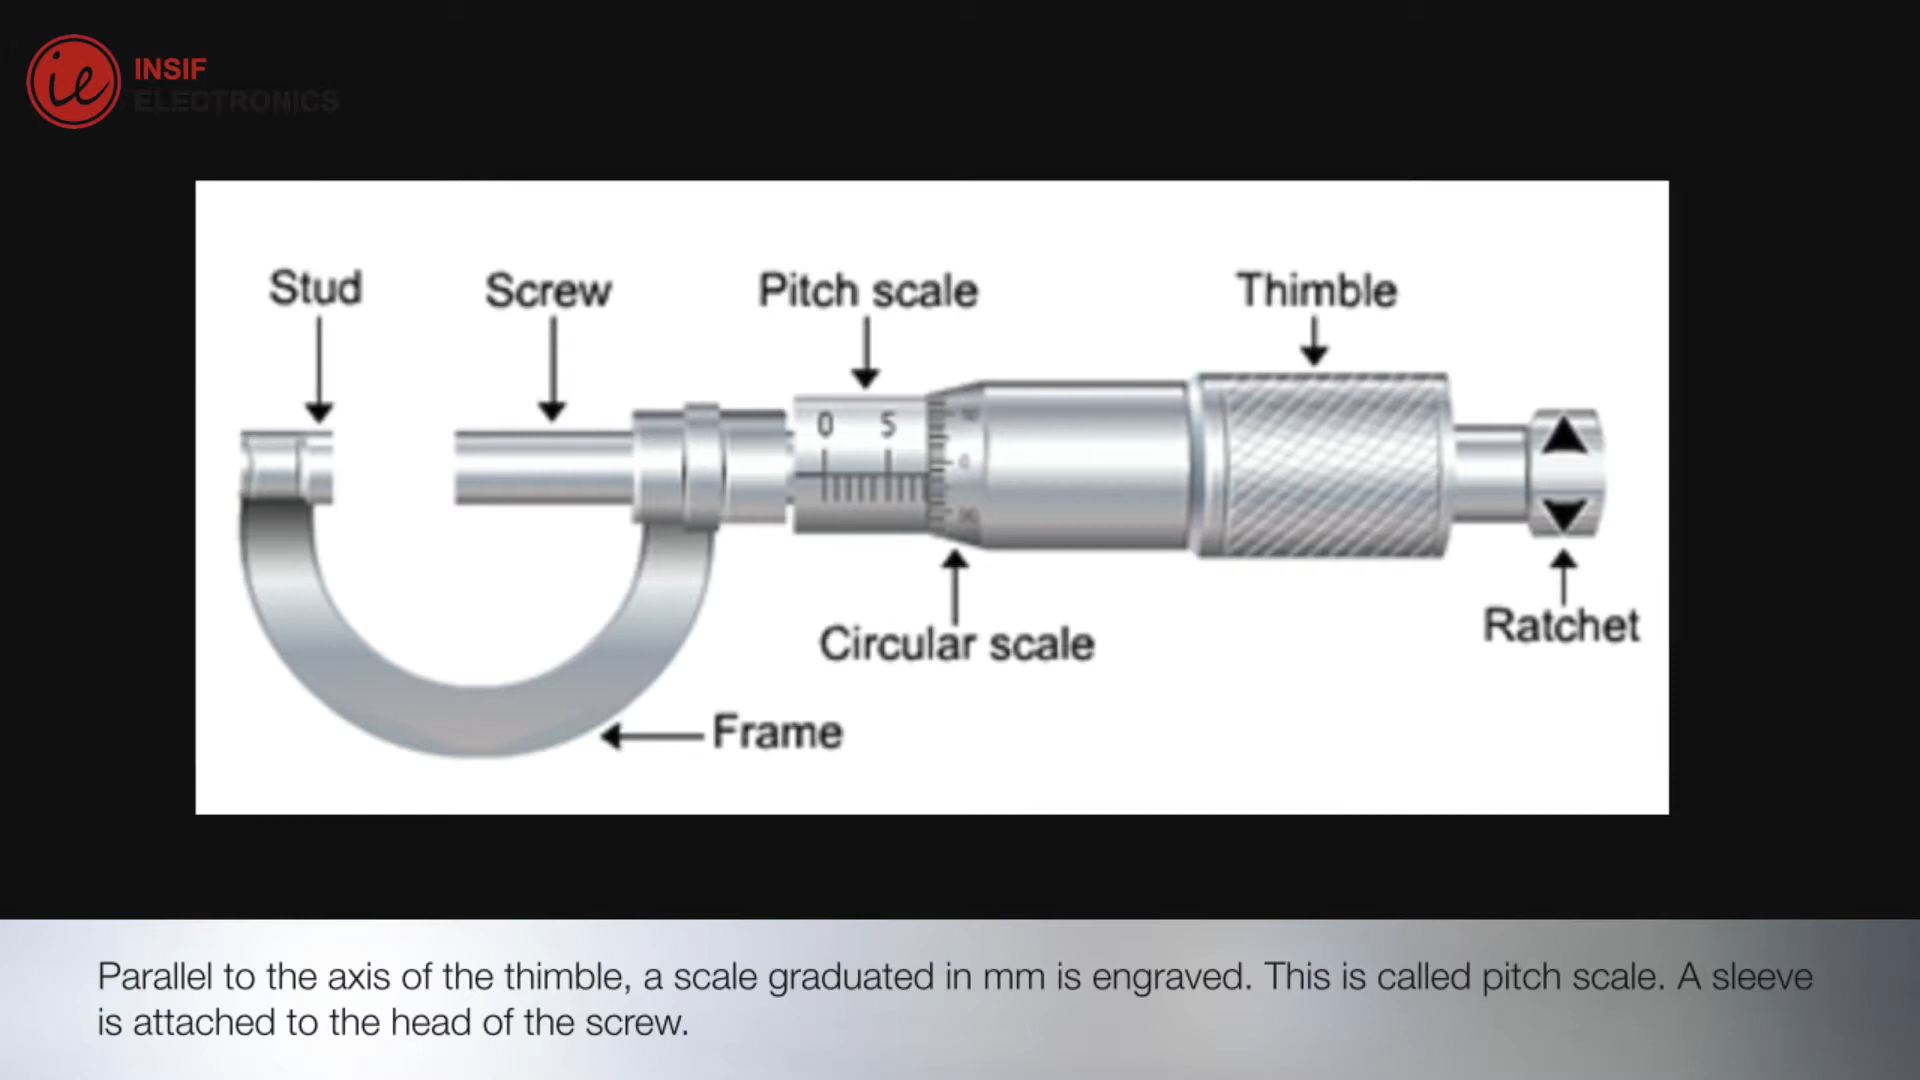 INSIF
ELECTRONICS
Stud
Screw
Pitch scale
Thimble
0 5
0
Circular scale
Ratchet
Frame
Parallel to the axis of the thimble, a scale graduated in mm is engraved. This is called pitch scale. A sleeve
is attached to the head of the screw.